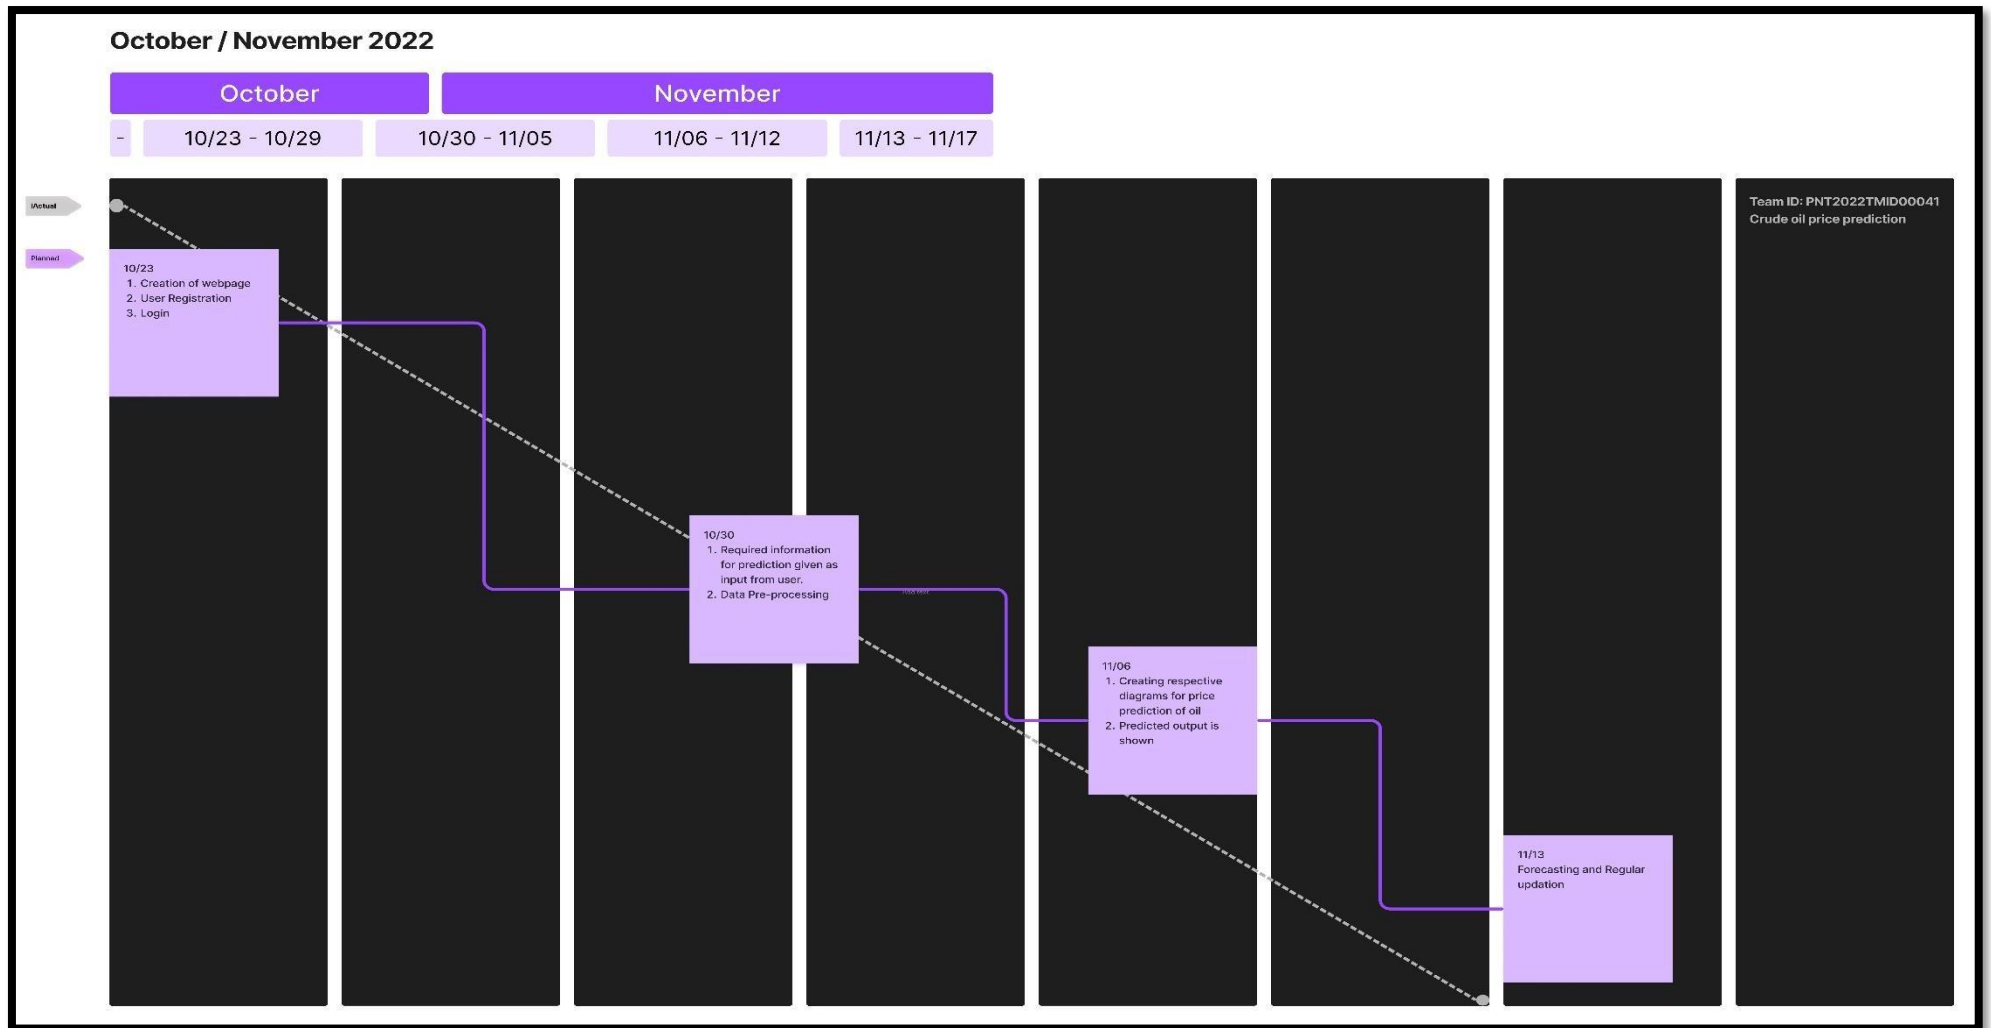 October / November 2022
October
November
-
10/23 - 10/29
10/30 - 11/05
11/06 - 11/12
11/13 - 11/17
iActual
Planned
Team ID: PNT2022TMID00041
Crude oil price prediction
10/23
1. Creation of webpage
2. User Registration
3. Login
10/30
1. Required information
for prediction given as
input from user.
2. Data Pre-processing
Add text
11/06
1. Creating respective
diagrams for price
prediction of oil
2. Predicted output is
shown
11/13
Forecasting and Regular
updation